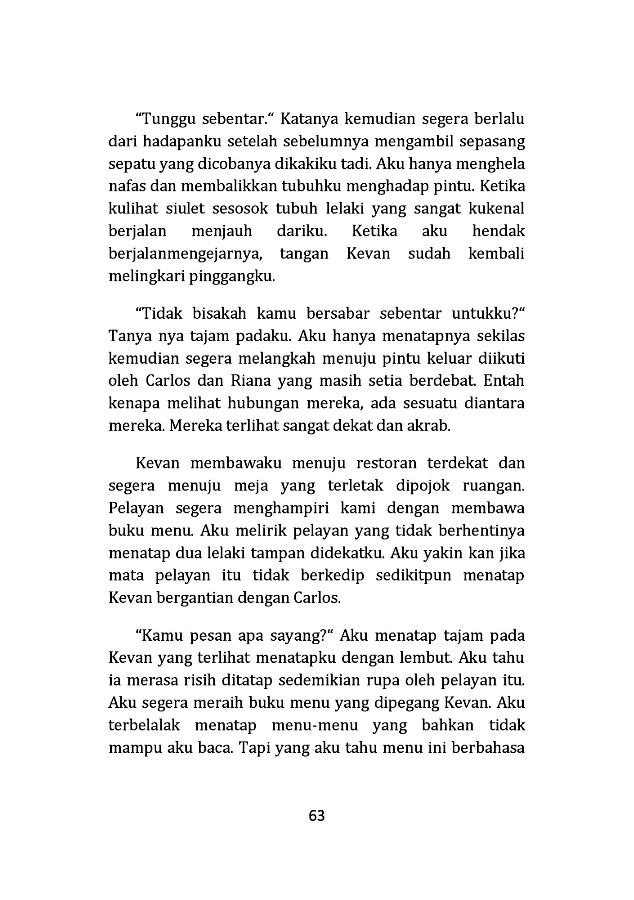 “Tunggu sebentar.“ Katanya kemudian segera berlalu
dari hadapanku setelah sebelumnya mengambil sepasang
sepatu yang dicobanya dikakiku tadi. Aku hanya menghela
nafas dan membalikkan tubuhku menghadap pintu. Ketika
kulihat siulet sesosok tubuh lelaki yang sangat kukenal
berjalan menjauh dariku. Ketika aku hendak
berjalanmengejarnya, tangan Kevan sudah kembali
melingkari pinggangku.
“Tidak bisakah kamu bersabar sebentar untukku?“
Tanya nya tajam padaku. Aku hanya menatapnya sekilas
kemudian segera melangkah menuju pintu keluar diikuti
oleh Carlos dan Riana yang masih setia berdebat. Entah
kenapa melihat hubungan mereka, ada sesuatu diantara
mereka. Mereka terlihat sangat dekat dan akrab.
Kevan membawaku menuju restoran terdekat dan
segera menuju meja yang terletak dipojok ruangan.
Pelayan segera menghampiri kami dengan membawa
buku menu. Aku melirik pelayan yang tidak berhentinya
menatap dua lelaki tampan didekatku. Aku yakin kan jika
mata pelayan itu tidak berkedip sedikitpun menatap
Kevan bergantian dengan Carlos.
“Kamu pesan apa sayang?“ Aku menatap tajam pada
Kevan yang terlihat menatapku dengan lembut. Aku tahu
ia merasa risih ditatap sedemikian rupa oleh pelayan itu.
Aku segera meraih buku menu yang dipegang Kevan. Aku
terbelalak menatap menu-menu yang bahkan tidak
mampu aku baca. Tapi yang aku tahu menu ini berbahasa
63